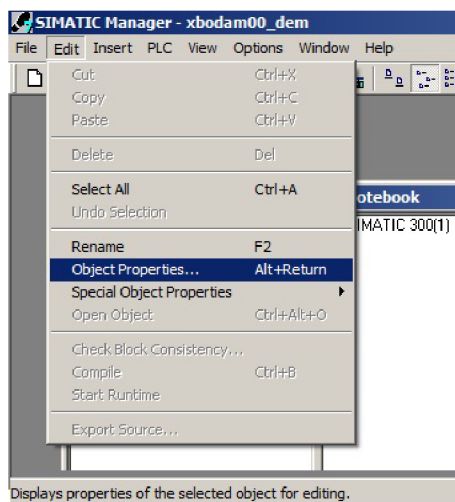 SIMATIC Manager - xbodam00_dem
File Edit Insert PLC View Options Window Help
Cut Ctrl+X
Copy Ctrl+C
Paste Ctrl+V
Delete Del
Select All Ctrl+A
Undo Selection
otebook
IMATIC 300(1)
Rename F2
Object Properties... Alt+Return
Special Object Properties
Open Object Ctrl+Alt+O
Check Block Consistency...
Compile Ctrl+B
Start Runtime
Export Source...
Displays properties of the selected object for editing.